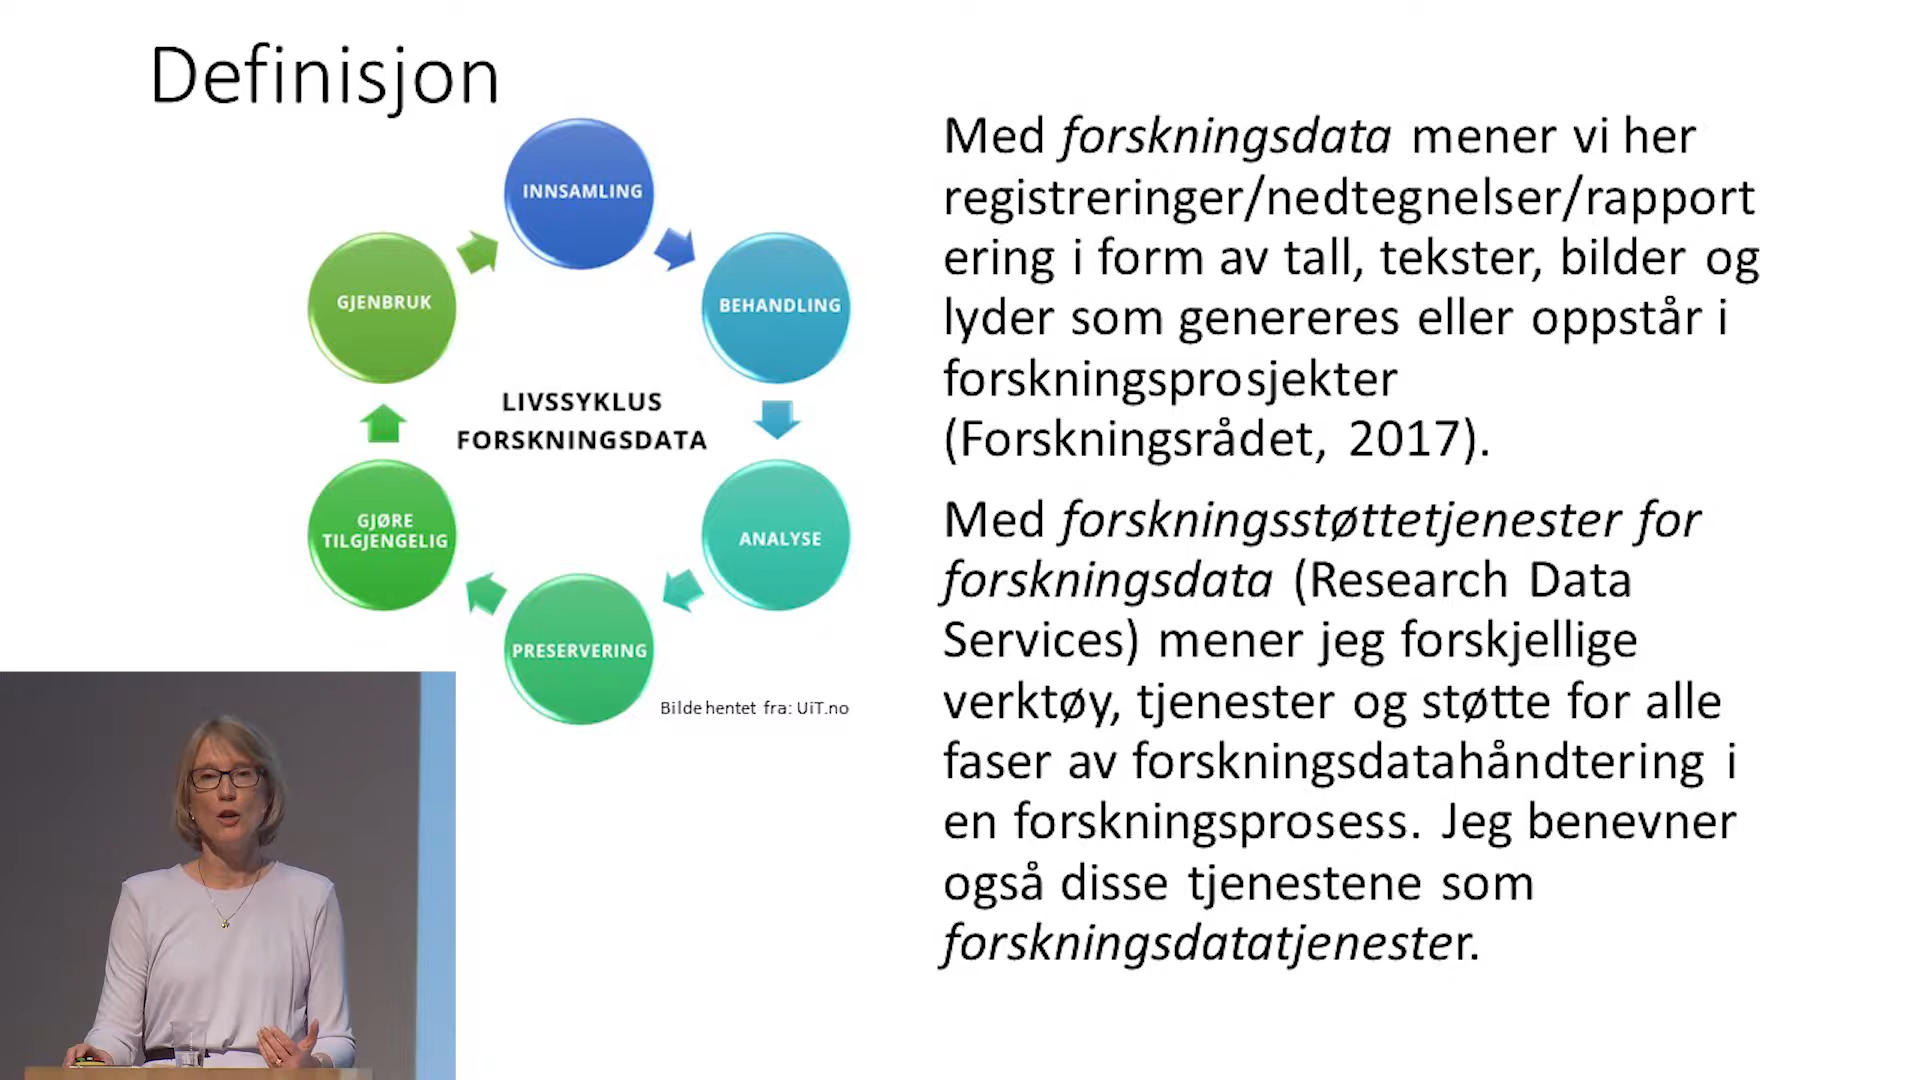 Definisjon
INNSAMLING
BEHANDLING
ANALYSE
PRESERVERING
GJØRE
TILGJENGELIG
GJENBRUK
LIVSSYKLUS
FORSKNINGSDATA
Bilde hentet fra: UiT.no
Med forskningsdata mener vi her
registreringer/nedtegnelser/rapport
ering i form av tall, tekster, bilder og
lyder som genereres eller oppstår i
forskningsprosjekter
(Forskningsrådet, 2017).
Med forskningsstøttetjenester for
forskningsdata (Research Data
Services) mener jeg forskjellige
verktøy, tjenester og støtte for alle
faser av forskningsdatahåndtering i
en forskningsprosess. Jeg benevner
også disse tjenestene som
forskningsdatatjenester.